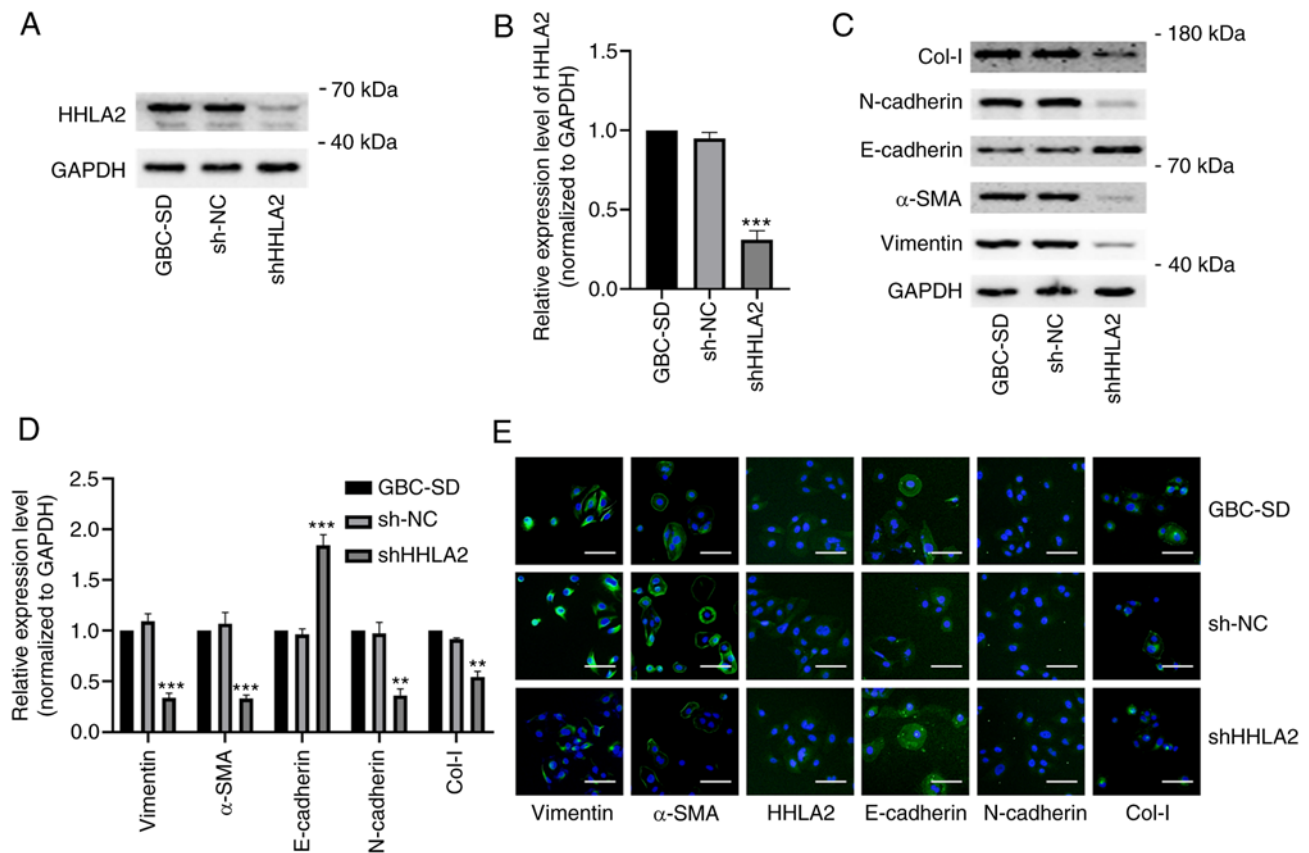 A
HHLA2
GAPDH
- 70 kDa
- 40 kDa
GBC-SD
sh-NC
shHHLA2
B
Relative expression level of HHLA2
(normalized to GAPDH)
1.5
1.0
0.5
0.0
***
GBC-SD
sh-NC
shHHLA2
C
Col-I
N-cadherin
E-cadherin
α-SMA
Vimentin
GAPDH
- 180 kDa
- 70 kDa
- 40 kDa
GBC-SD
sh-NC
shHHLA2
D
Relative expression level
(normalized to GAPDH)
2.5
2.0
1.5
1.0
0.5
0.0
GBC-SD
sh-NC
shHHLA2
***
***
***
**
**
Vimentin
α-SMA
E-cadherin
N-cadherin
Col-I
E
GBC-SD
sh-NC
shHHLA2
Vimentin
α-SMA
HHLA2
E-cadherin
N-cadherin
Col-I